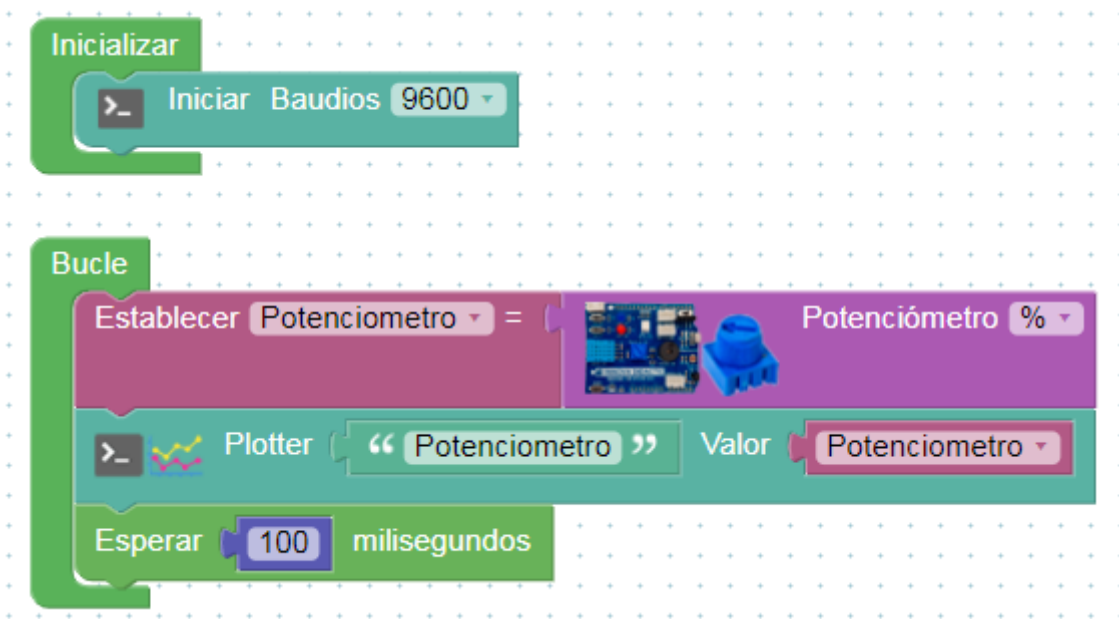 Inicializar
>_ Iniciar Baudios 9600
Bucle
Establecer Potenciometro = Potenciómetro %
>_ Plotter “ Potenciometro ” Valor Potenciometro
Esperar 100 milisegundos